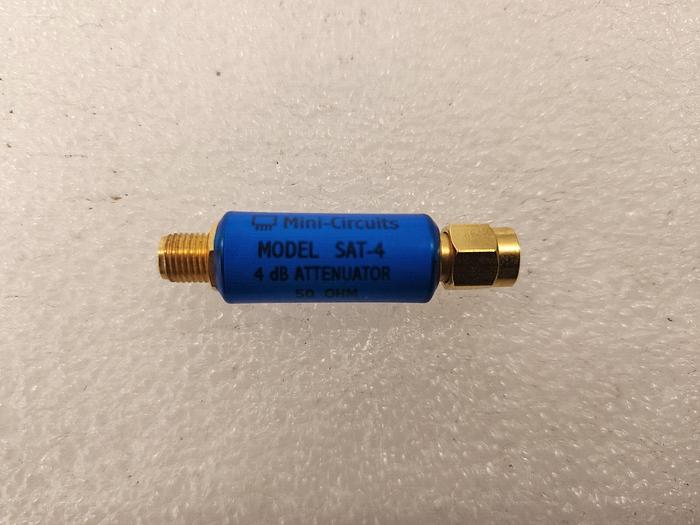 Mini-Circuits
MODEL SAT-4
4 dB ATTENUATOR
50 OHM